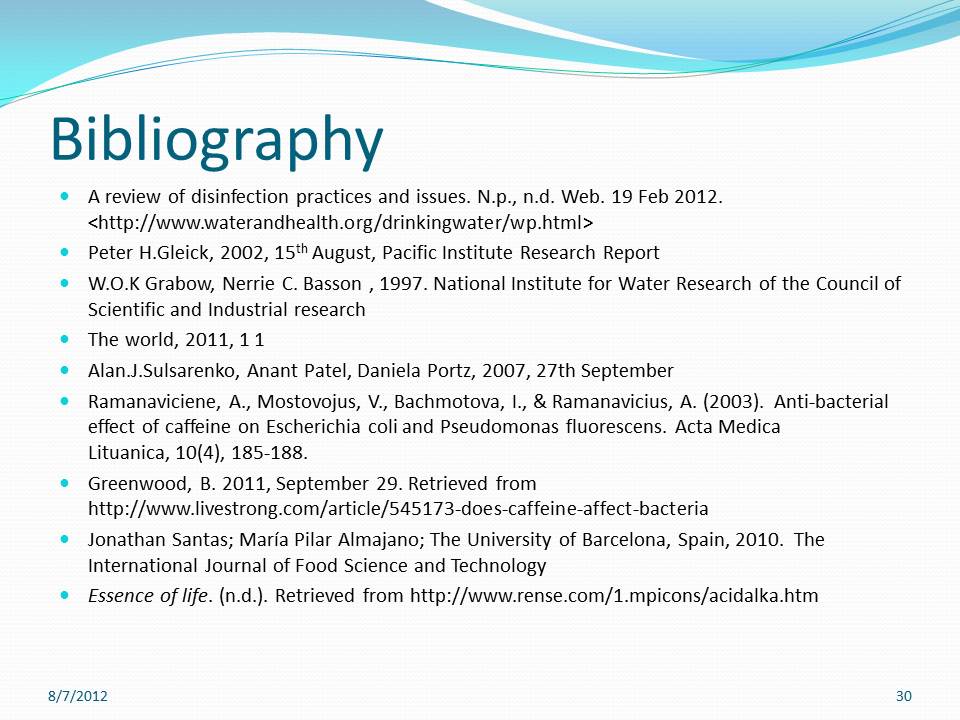 Bibliography
A review of disinfection practices and issues. N.p., n.d. Web. 19 Feb 2012.
<http://www.waterandhealth.org/drinkingwater/wp.html>
Peter H.Gleick, 2002, 15th August, Pacific Institute Research Report
W.O.K Grabow, Nerrie C. Basson , 1997. National Institute for Water Research of the Council of
Scientific and Industrial research
The world, 2011, 1 1
Alan.J.Sulsarenko, Anant Patel, Daniela Portz, 2007, 27th September
Ramanaviciene, A., Mostovojus, V., Bachmotova, I., & Ramanavicius, A. (2003). Anti-bacterial
effect of caffeine on Escherichia coli and Pseudomonas fluorescens. Acta Medica
Lituanica, 10(4), 185-188.
Greenwood, B. 2011, September 29. Retrieved from
http://www.livestrong.com/article/545173-does-caffeine-affect-bacteria
Jonathan Santas; María Pilar Almajano; The University of Barcelona, Spain, 2010. The
International Journal of Food Science and Technology
Essence of life. (n.d.). Retrieved from http://www.rense.com/1.mpicons/acidalka.htm
8/7/2012
30